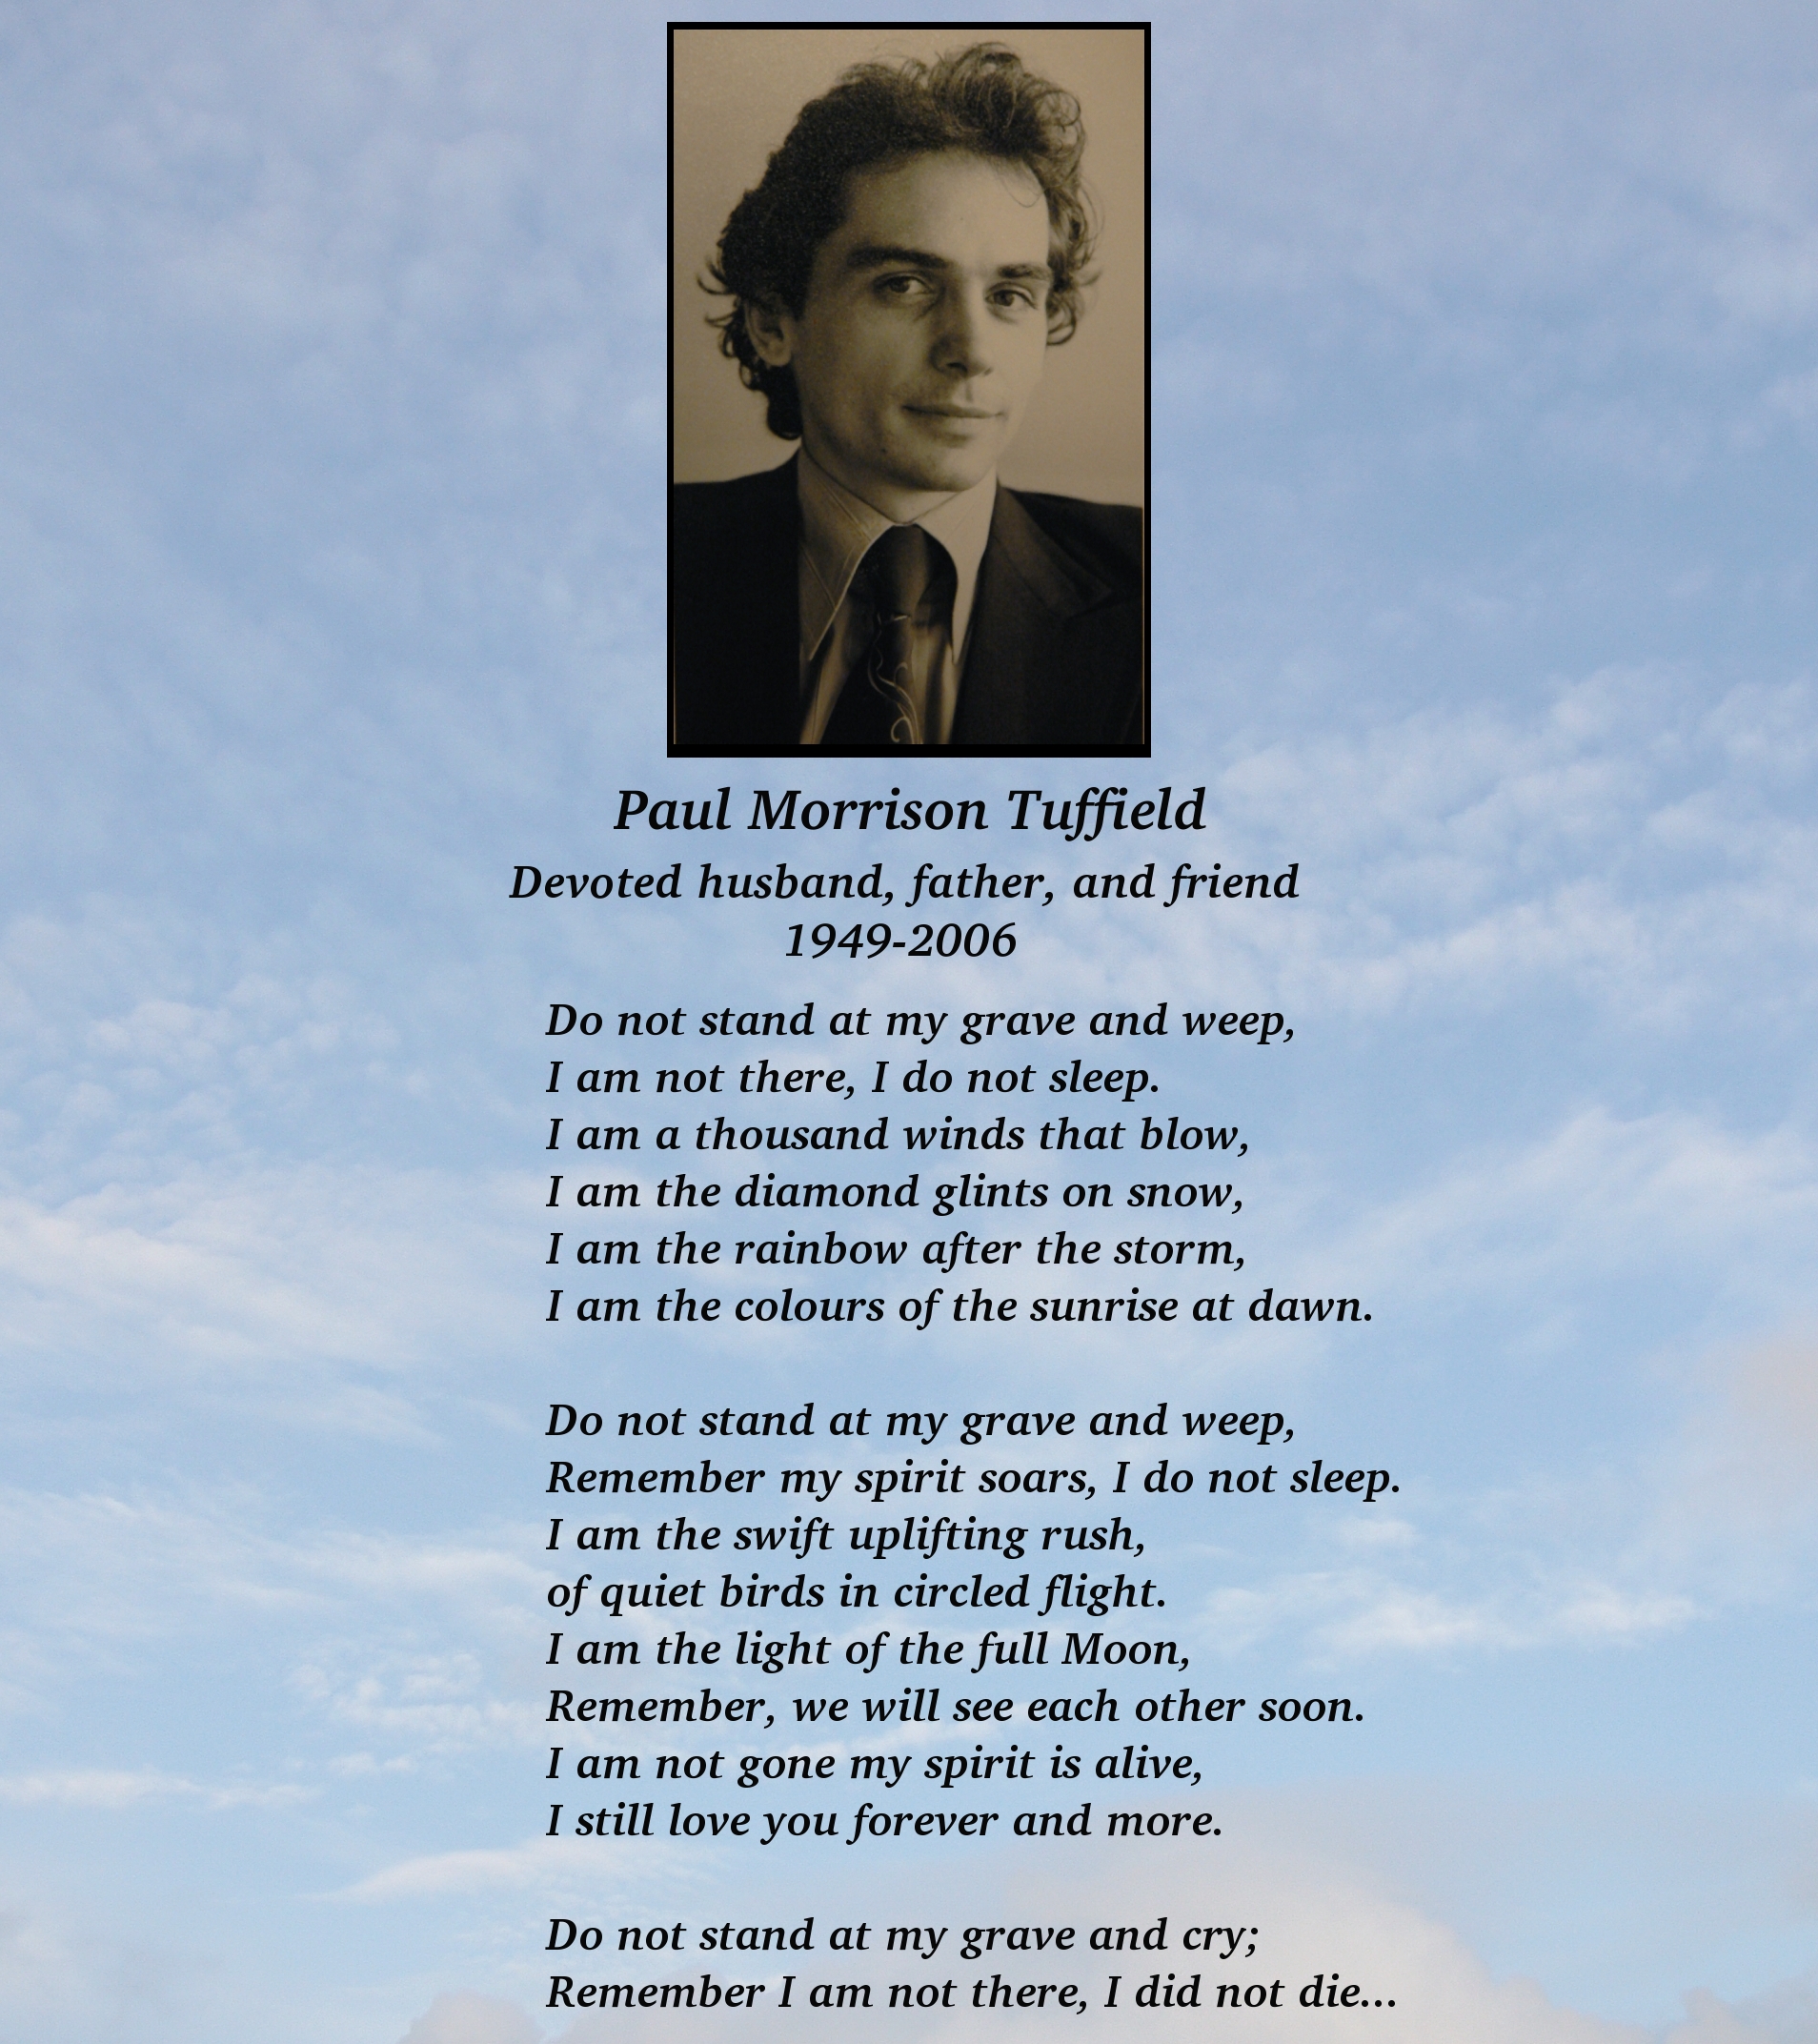 Paul Morrison Tuffield
Devoted husband, father, and friend
1949-2006
Do not stand at my grave and weep,
I am not there, I do not sleep.
I am a thousand winds that blow,
I am the diamond glints on snow,
I am the rainbow after the storm,
I am the colours of the sunrise at dawn.
Do not stand at my grave and weep,
Remember my spirit soars, I do not sleep.
I am the swift uplifting rush,
of quiet birds in circled flight.
I am the light of the full Moon,
Remember, we will see each other soon.
I am not gone my spirit is alive,
I still love you forever and more.
Do not stand at my grave and cry;
Remember I am not there, I did not die...